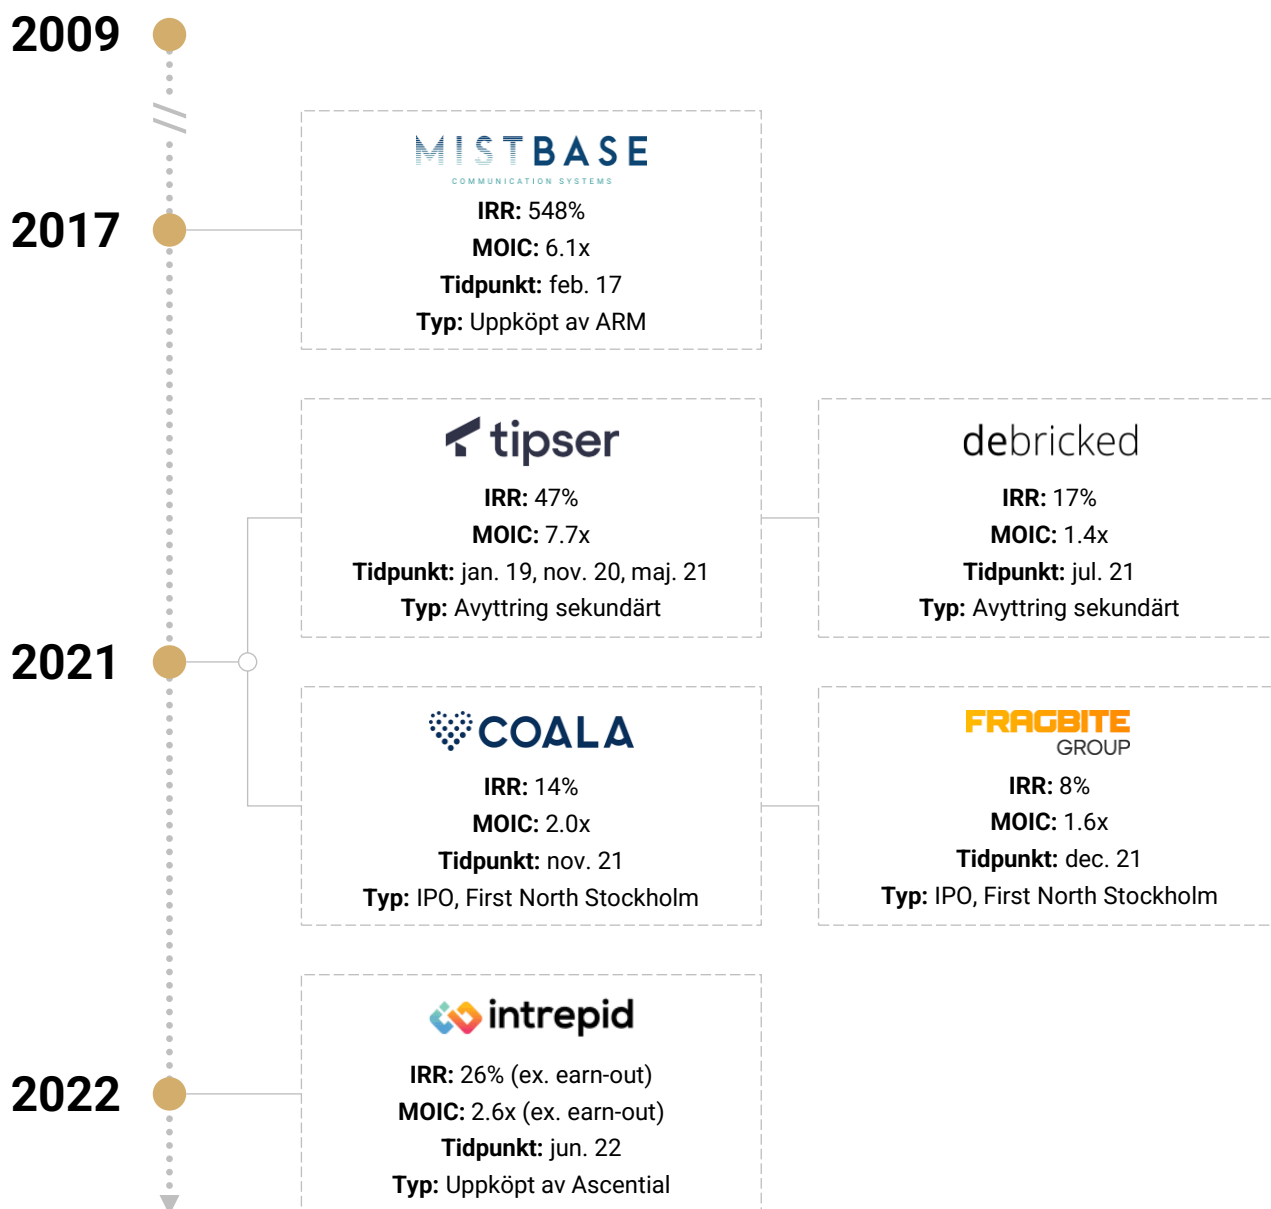 2009
MISTBASE
COMMUNICATION SYSTEMS
IRR: 548%
MOIC: 6.1x
Tidpunkt: feb. 17
Typ: Uppköpt av ARM
2017
tipser
IRR: 47%
MOIC: 7.7x
Tidpunkt: jan. 19, nov. 20, maj. 21
Typ: Avyttring sekundärt
debricked
IRR: 17%
MOIC: 1.4x
Tidpunkt: jul. 21
Typ: Avyttring sekundärt
2021
COALA
IRR: 14%
MOIC: 2.0x
Tidpunkt: nov. 21
Typ: IPO, First North Stockholm
FRAGBITE
GROUP
IRR: 8%
MOIC: 1.6x
Tidpunkt: dec. 21
Typ: IPO, First North Stockholm
2022
intrepid
IRR: 26% (ex. earn-out)
MOIC: 2.6x (ex. earn-out)
Tidpunkt: jun. 22
Typ: Uppköpt av Ascential